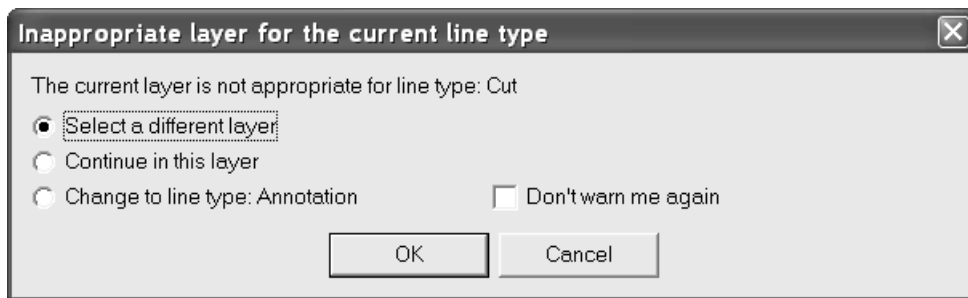 Inappropriate layer for the current line type
The current layer is not appropriate for line type: Cut
Select a different layer
Continue in this layer
Change to line type: Annotation Don't warn me again
OK Cancel